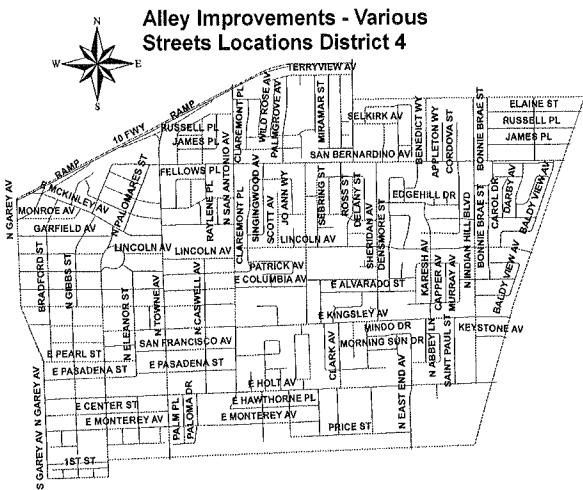 Alley Improvements - Various
Streets Locations District 4
N
W
E
S
TERRYVIEW AV
RAMP
10 FWY
RAMP
CLAREMONT PL
WILD ROSE AV
PALMGROVE AV
MIRAMAR ST
SELKIRK AV
BENEDICT WY
APPLETON WY
CORDOVA ST
BONNIE BRAE ST
ELAINE ST
RUSSELL PL
JAMES PL
RUSSELL PL
JAMES PL
SAN BERNARDINO AV
N GAREY AV
E MCKINLEY AV
MONROE AV
GARFIELD AV
N PALOMARES ST
FELLOWS PL
RAYLENE PL
N SAN ANTONIO AV
CLAREMONT PL
SINGINGWOOD AV
SCOTT AV
JO ANN WY
SEBRING ST
ROSS ST
DELANY ST
SHERIDAN AV
DENSMORE ST
EDGEHILL DR
N INDIAN HILL BLVD
BONNIE BRAE ST
CAROL DR
DARBY AV
BALDY VIEW AV
LINCOLN AV
LINCOLN AV
LINCOLN AV
BRADFORD ST
N GIBBS ST
N ELEANOR ST
N TOWNE AV
N CASWELL AV
PATRICK AV
E COLUMBIA AV
E ALVARADO ST
KARESH AV
CAPPER AV
MURRAY AV
BALDY VIEW AV
E KINGSLEY AV
MINDO DR
MORNING SUN DR
KEYSTONE AV
N ABBEY LN
SAINT PAUL ST
CLARK AV
SAN FRANCISCO AV
E PEARL ST
E PASADENA ST
E PASADENA ST
N GAREY AV
E HOLT AV
E CENTER ST
E HAWTHORNE PL
E MONTEREY AV
E MONTEREY AV
PALM PL
PALOMA DR
N EAST END AV
PRICE ST
S GAREY AV
1ST ST